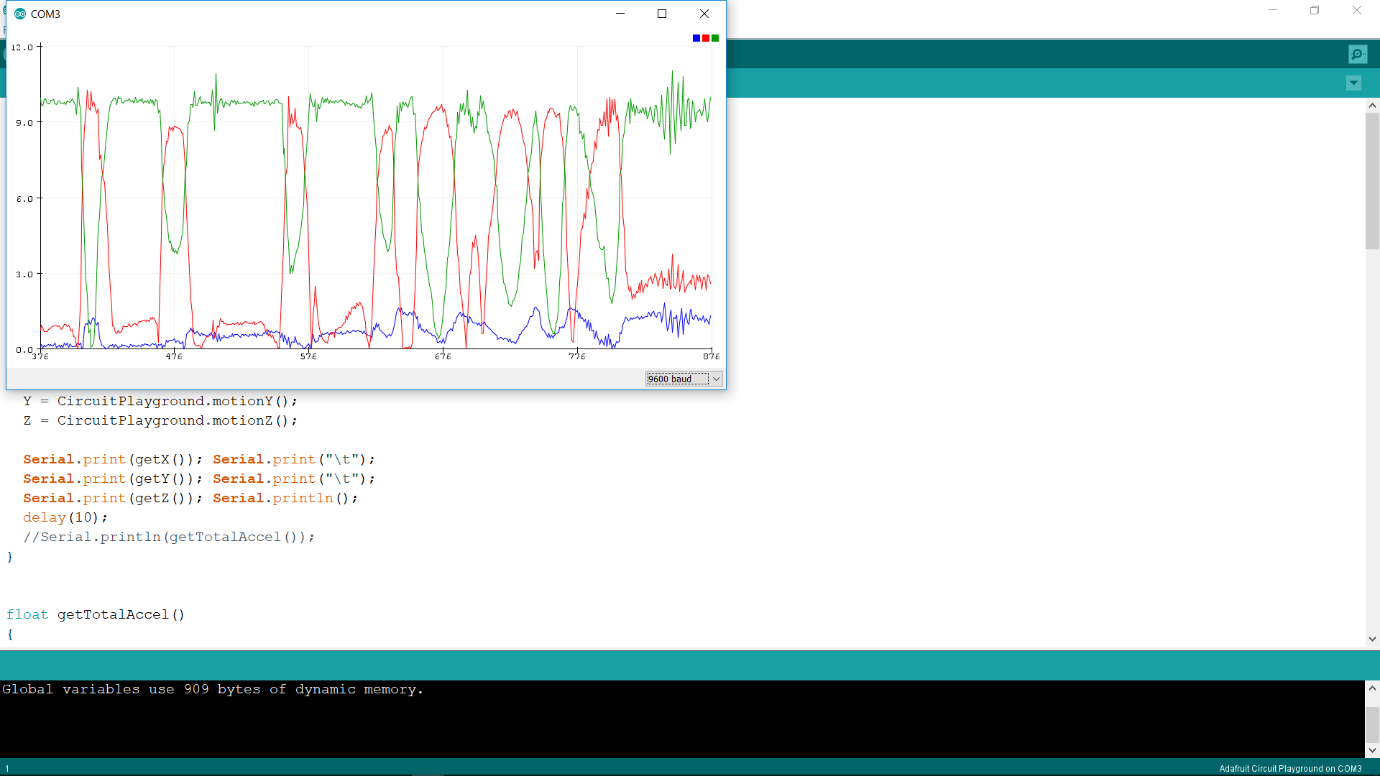 COM3
12.0
9.0
6.0
3.0
0.0
376 476 576 676 776 876
9600 baud
Y = CircuitPlayground.motionY();
Z = CircuitPlayground.motionZ();
Serial.print(getX()); Serial.print("\t");
Serial.print(getY()); Serial.print("\t");
Serial.print(getZ()); Serial.println();
delay(10);
//Serial.println(getTotalAccel());
}
float getTotalAccel()
{
Global variables use 909 bytes of dynamic memory.
1 Adafruit Circuit Playground on COM3